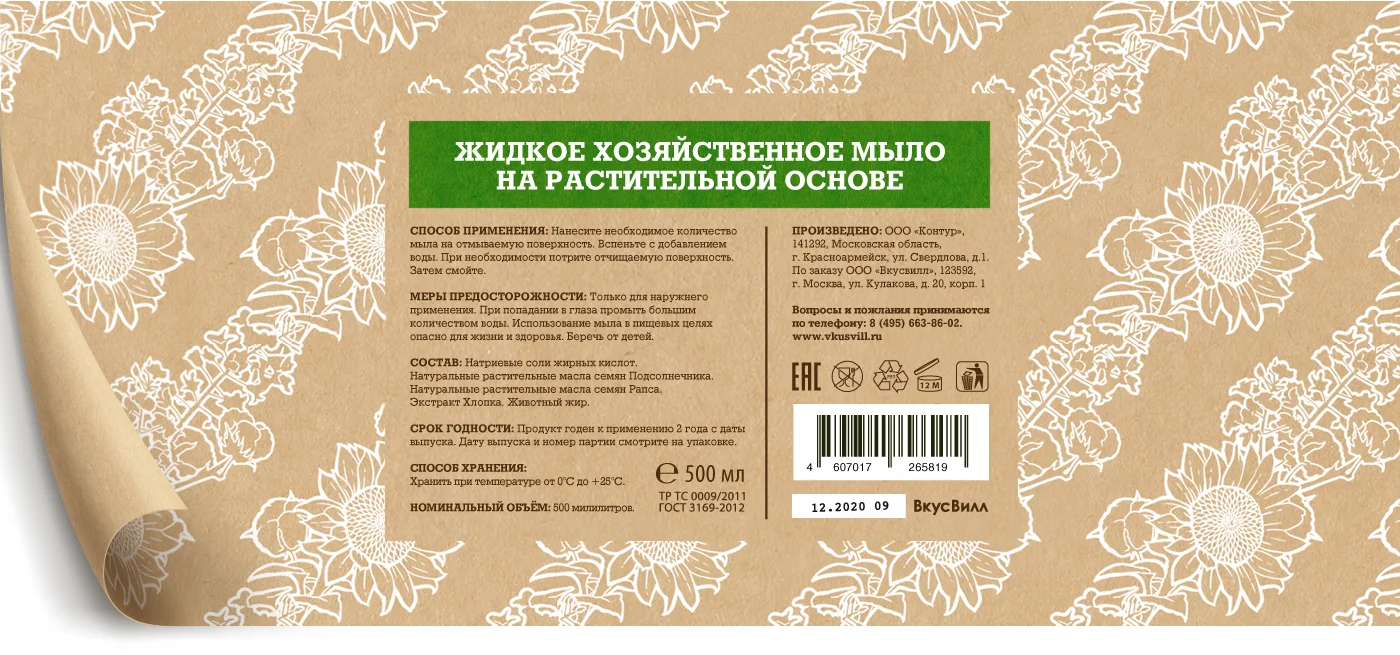 ЖИДКОЕ ХОЗЯЙСТВЕННОЕ МЫЛО
НА РАСТИТЕЛЬНОЙ ОСНОВЕ
СПОСОБ ПРИМЕНЕНИЯ: Нанесите необходимое количество
мыла на отмываемую поверхность. Вспеньте с добавлением
воды. При необходимости потрите отчищаемую поверхность.
Затем смойте.
МЕРЫ ПРЕДОСТОРОЖНОСТИ: Только для наружнего
применения. При попадании в глаза промыть большим
количеством воды. Использование мыла в пищевых целях
опасно для жизни и здоровья. Беречь от детей.
СОСТАВ: Натриевые соли жирных кислот.
Натуральные растительные масла семян Подсолнечника.
Натуральные растительные масла семян Рапса.
Экстракт Хлопка. Животный жир.
СРОК ГОДНОСТИ: Продукт годен к применению 2 года с даты
выпуска. Дату выпуска и номер партии смотрите на упаковке.
СПОСОБ ХРАНЕНИЯ:
Хранить при температуре от 0°С до +25°С.
НОМИНАЛЬНЫЙ ОБЪЁМ: 500 милилитров.
℮ 500 мл
ТР ТС 0009/2011
ГОСТ 3169-2012
ПРОИЗВЕДЕНО: ООО «Контур»,
141292, Московская область,
г. Красноармейск, ул. Свердлова, д.1.
По заказу ООО «Вкусвилл», 123592,
г. Москва, ул. Кулакова, д. 20, корп. 1
Вопросы и пожлания принимаются
по телефону: 8 (495) 663-86-02.
www.vkusvill.ru
ЕАС
PET
12 М
4 607017 265819
12.2020 09
ВкусВилл